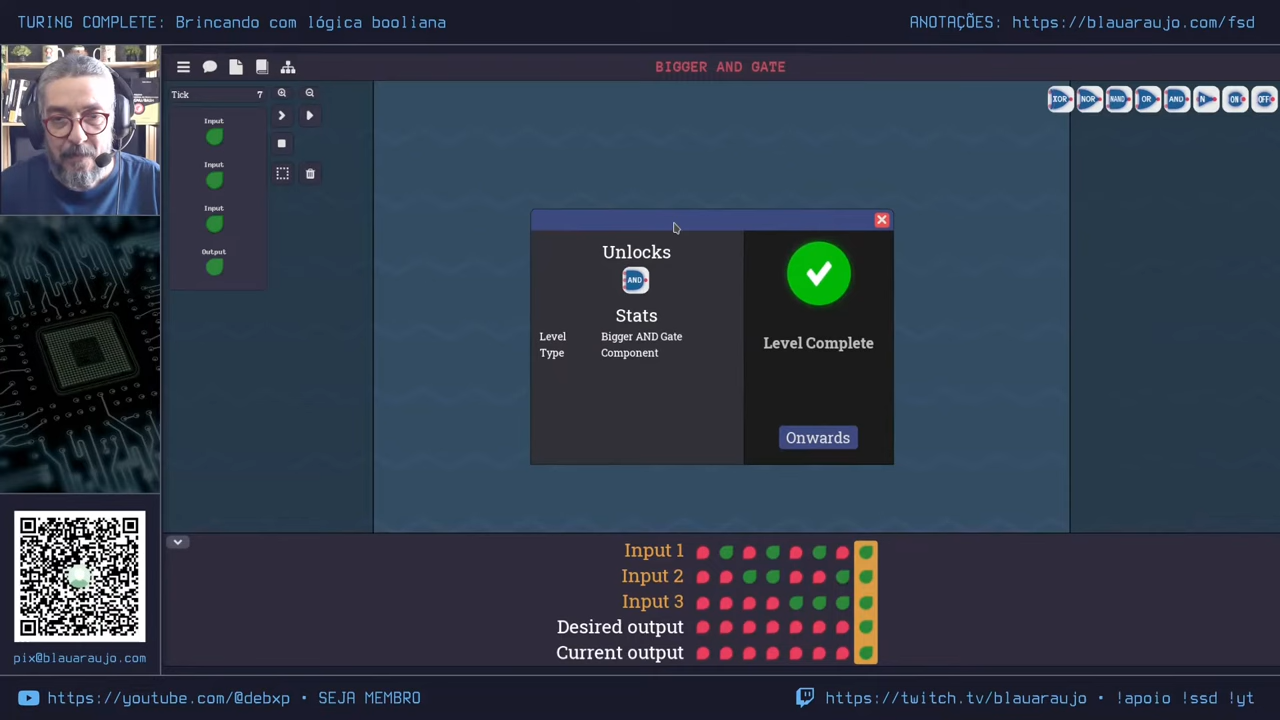 TURING COMPLETE: Brincando com lógica booliana
ANOTAÇÕES: https://blauaraujo.com/fsd
BIGGER AND GATE
Tick 7
XOR NOR NAND OR AND N ON OFF
Input
Input
Input
Output
Unlocks
AND
Stats
Level Bigger AND Gate
Type Component
Level Complete
Onwards
Input 1
Input 2
Input 3
Desired output
Current output
pix@blauaraujo.com
https://youtube.com/@debxp • SEJA MEMBRO
https://twitch.tv/blauaraujo • !apoio !ssd !yt